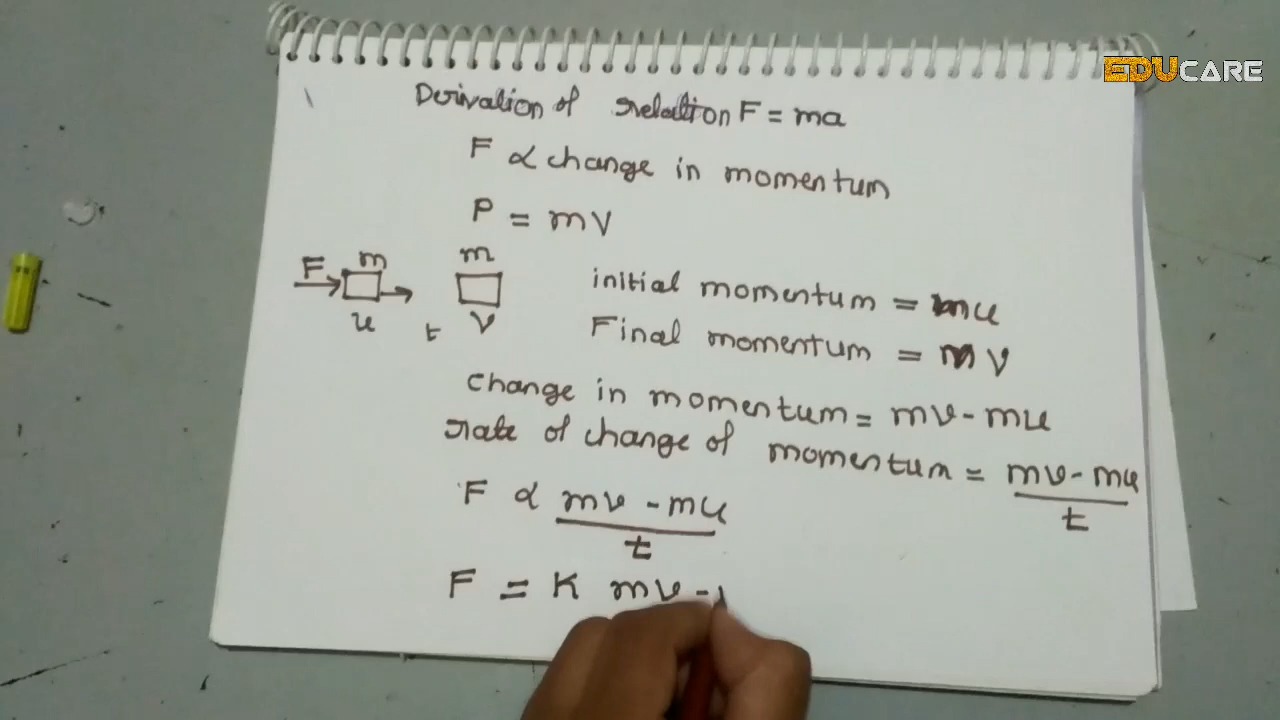 EDUCARE
Derivation of relation F = ma
F ∝ change in momentum
P = mV
F m m
u t V
initial momentum = mu
Final momentum = mV
change in momentum = mv - mu
rate of change of momentum = mv - mu
t
F ∝ mv - mu
t
F = K mv -